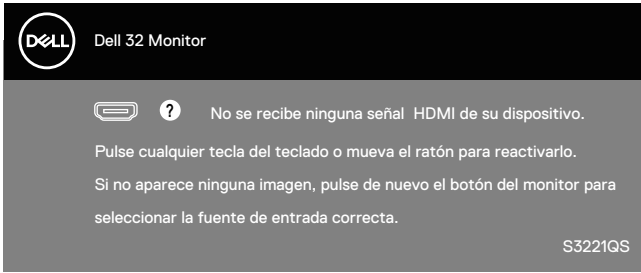 DELL
Dell 32 Monitor
? No se recibe ninguna señal HDMI de su dispositivo.
Pulse cualquier tecla del teclado o mueva el ratón para reactivarlo.
Si no aparece ninguna imagen, pulse de nuevo el botón del monitor para
seleccionar la fuente de entrada correcta.
S3221QS